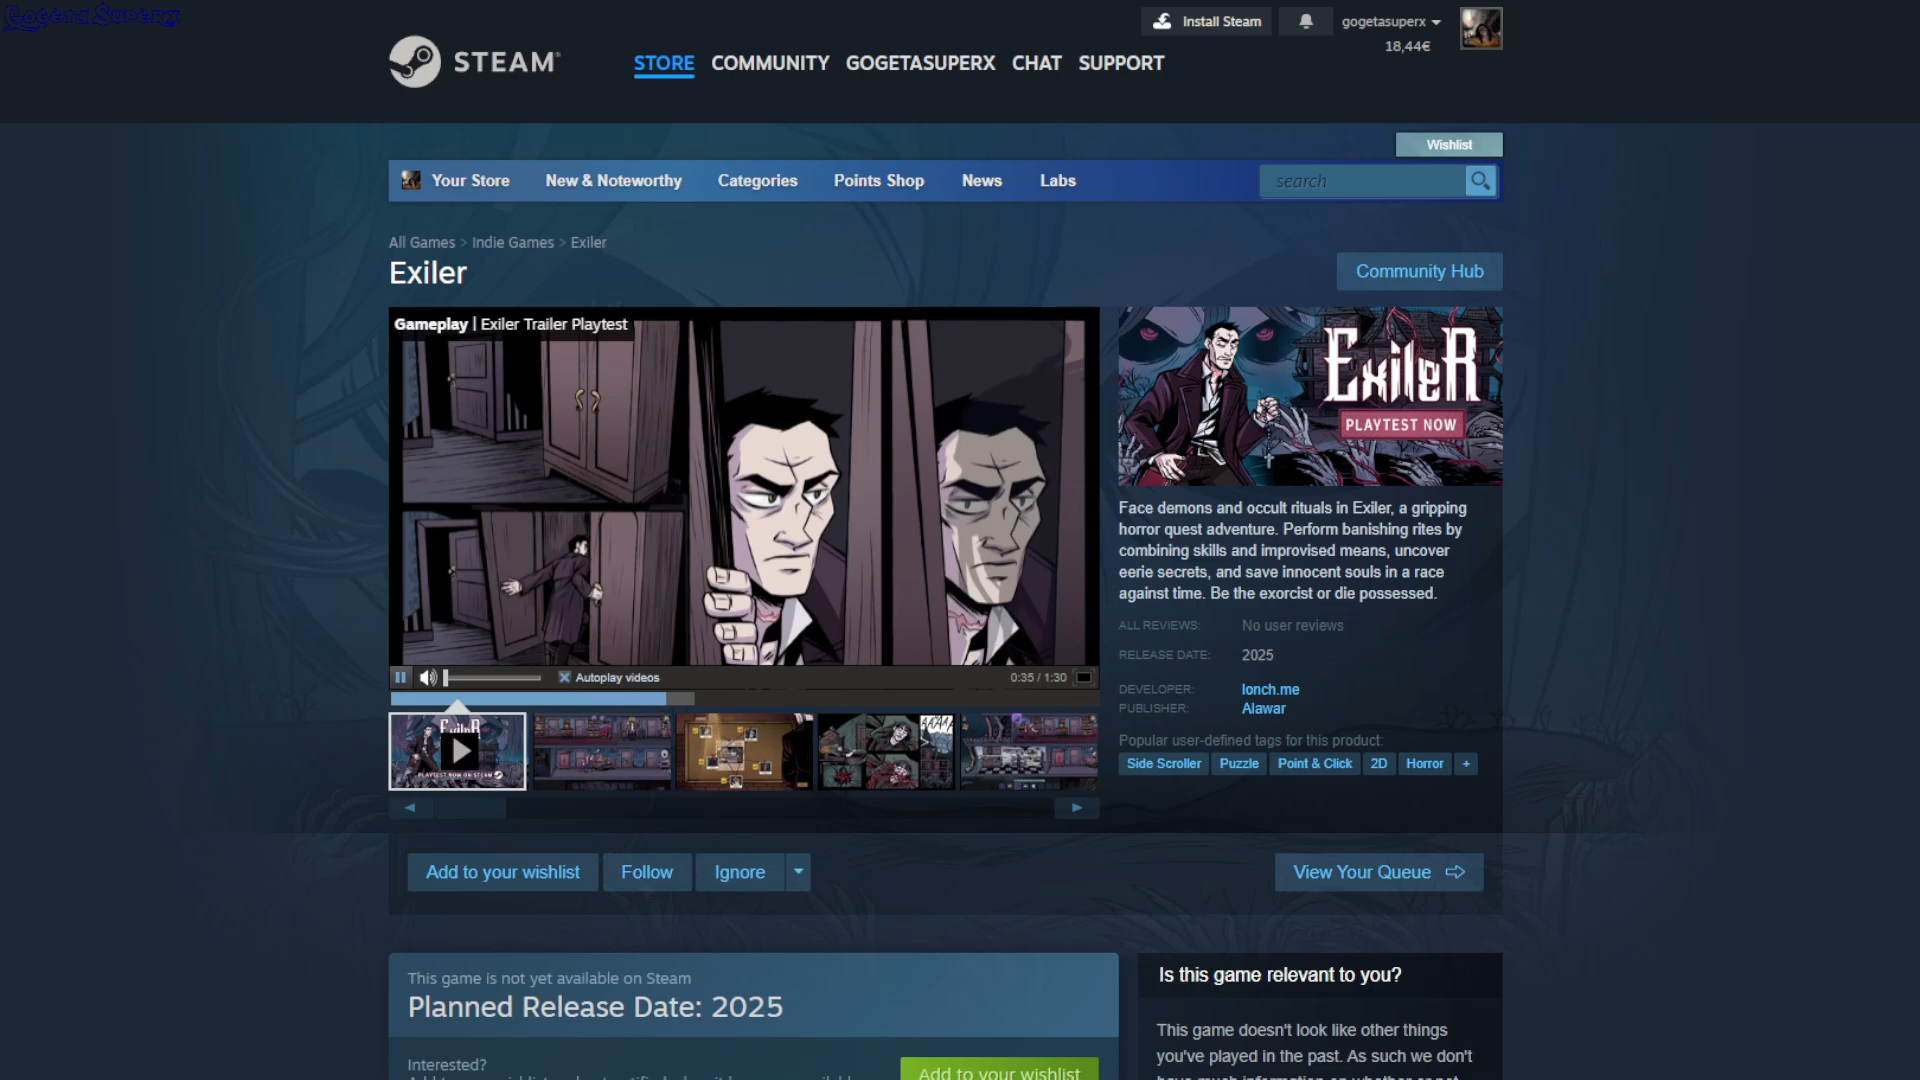 Gogeta Superx
Install Steam
gogetasuperx
18,44€
STEAM®
STORE
COMMUNITY
GOGETASUPERX
CHAT
SUPPORT
Wishlist
Your Store
New & Noteworthy
Categories
Points Shop
News
Labs
search
All Games > Indie Games > Exiler
Exiler
Community Hub
Gameplay | Exiler Trailer Playtest
ExileR
PLAYTEST NOW
Face demons and occult rituals in Exiler, a gripping
horror quest adventure. Perform banishing rites by
combining skills and improvised means, uncover
eerie secrets, and save innocent souls in a race
against time. Be the exorcist or die possessed.
ALL REVIEWS: No user reviews
RELEASE DATE: 2025
DEVELOPER: lonch.me
PUBLISHER: Alawar
Popular user-defined tags for this product:
Side Scroller
Puzzle
Point & Click
2D
Horror
+
Autoplay videos
0:35 / 1:30
ExileR
PLAYTEST NOW ON STEAM
Add to your wishlist
Follow
Ignore
View Your Queue
This game is not yet available on Steam
Planned Release Date: 2025
Interested?
Add to your wishlist
Is this game relevant to you?
This game doesn't look like other things
you've played in the past. As such we don't